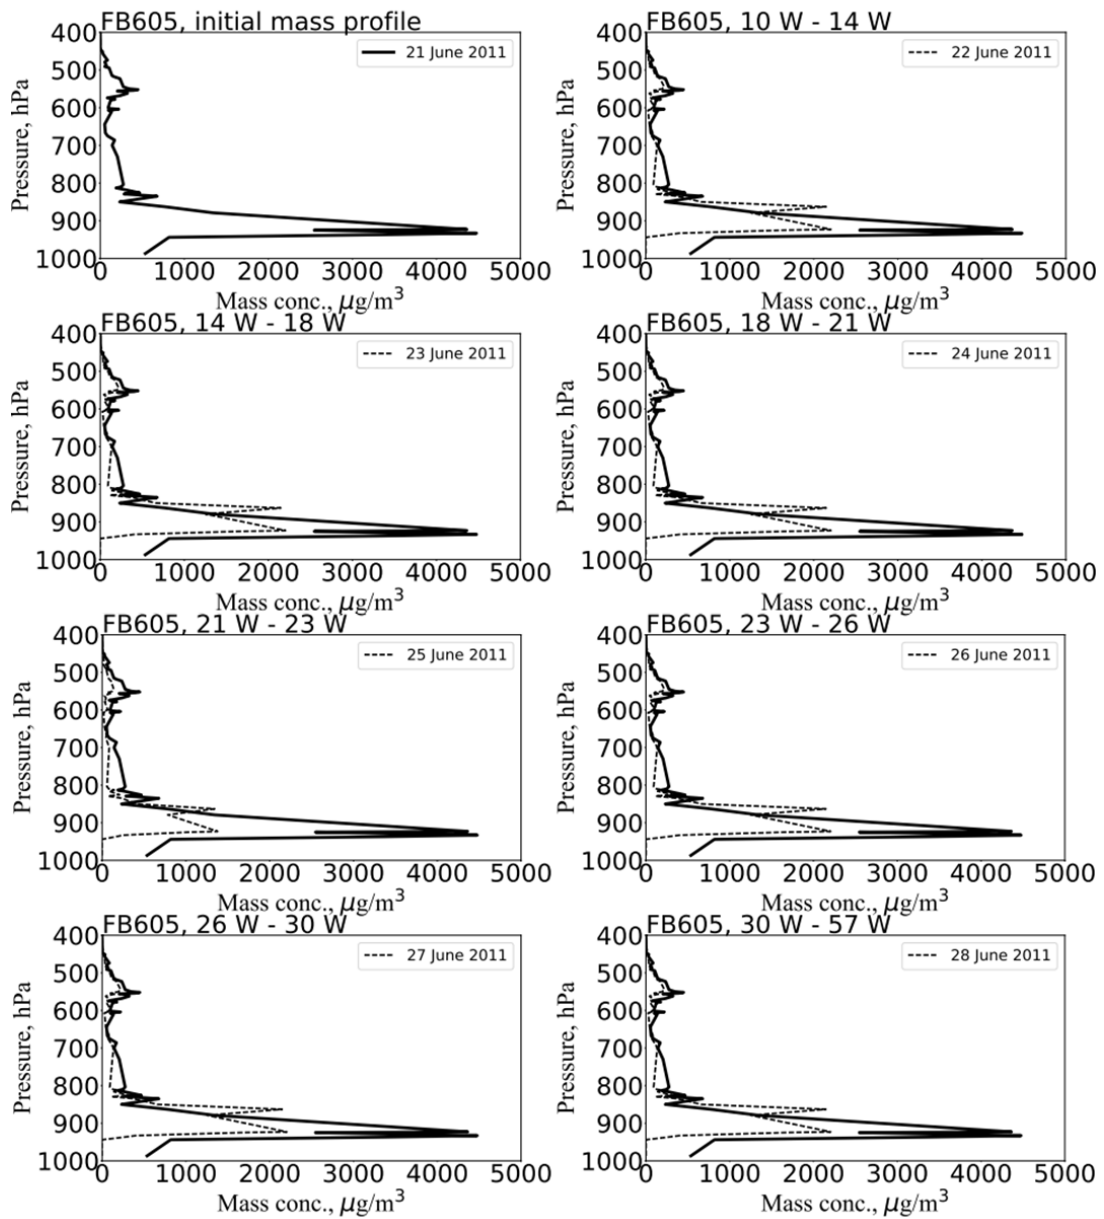 FB605, initial mass profile
400
500
600
700
800
900
1000
Pressure, hPa
21 June 2011
0 1000 2000 3000 4000 5000
Mass conc., μg/m³
FB605, 10 W - 14 W
400
500
600
700
800
900
1000
Pressure, hPa
22 June 2011
0 1000 2000 3000 4000 5000
Mass conc., μg/m³
FB605, 14 W - 18 W
400
500
600
700
800
900
1000
Pressure, hPa
23 June 2011
0 1000 2000 3000 4000 5000
Mass conc., μg/m³
FB605, 18 W - 21 W
400
500
600
700
800
900
1000
Pressure, hPa
24 June 2011
0 1000 2000 3000 4000 5000
Mass conc., μg/m³
FB605, 21 W - 23 W
400
500
600
700
800
900
1000
Pressure, hPa
25 June 2011
0 1000 2000 3000 4000 5000
Mass conc., μg/m³
FB605, 23 W - 26 W
400
500
600
700
800
900
1000
Pressure, hPa
26 June 2011
0 1000 2000 3000 4000 5000
Mass conc., μg/m³
FB605, 26 W - 30 W
400
500
600
700
800
900
1000
Pressure, hPa
27 June 2011
0 1000 2000 3000 4000 5000
Mass conc., μg/m³
FB605, 30 W - 57 W
400
500
600
700
800
900
1000
Pressure, hPa
28 June 2011
0 1000 2000 3000 4000 5000
Mass conc., μg/m³